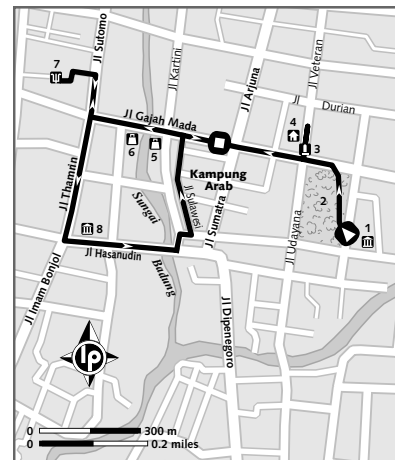 7
Jl Sutomo
Jl Kartini
Jl Arjuna
Jl Veteran
Jl
Durian
Jl Gajah Mada
4
3
6
5
Kampung
Arab
Jl Thamrin
Sungai
Badung
Jl Sulawesi
Jl Sumatra
Jl Udayana
2
1
8
Jl Hasanudin
Jl Imam Bonjol
Jl Dipenegoro
lp
0 300 m
0 0.2 miles